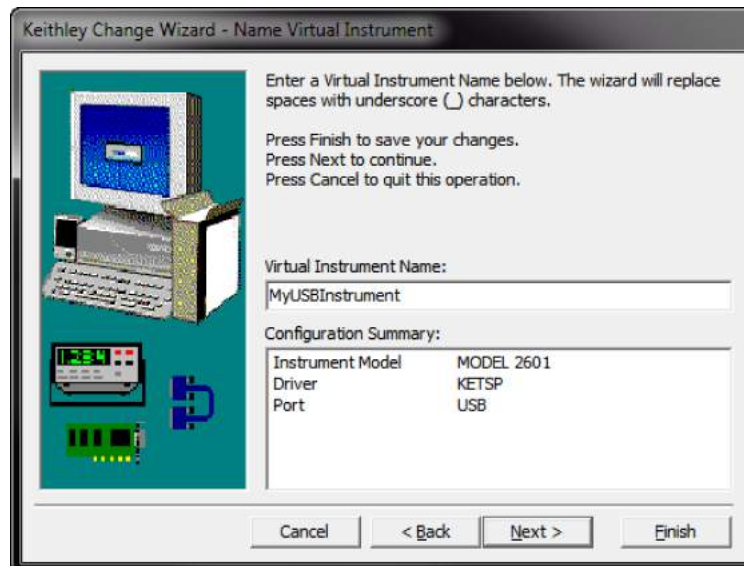 Keithley Change Wizard - Name Virtual Instrument
Enter a Virtual Instrument Name below. The wizard will replace
spaces with underscore (_) characters.
Press Finish to save your changes.
Press Next to continue.
Press Cancel to quit this operation.
Virtual Instrument Name:
MyUSBInstrument
Configuration Summary:
Instrument Model MODEL 2601
Driver KETSP
Port USB
1.234
Cancel < Back Next > Finish